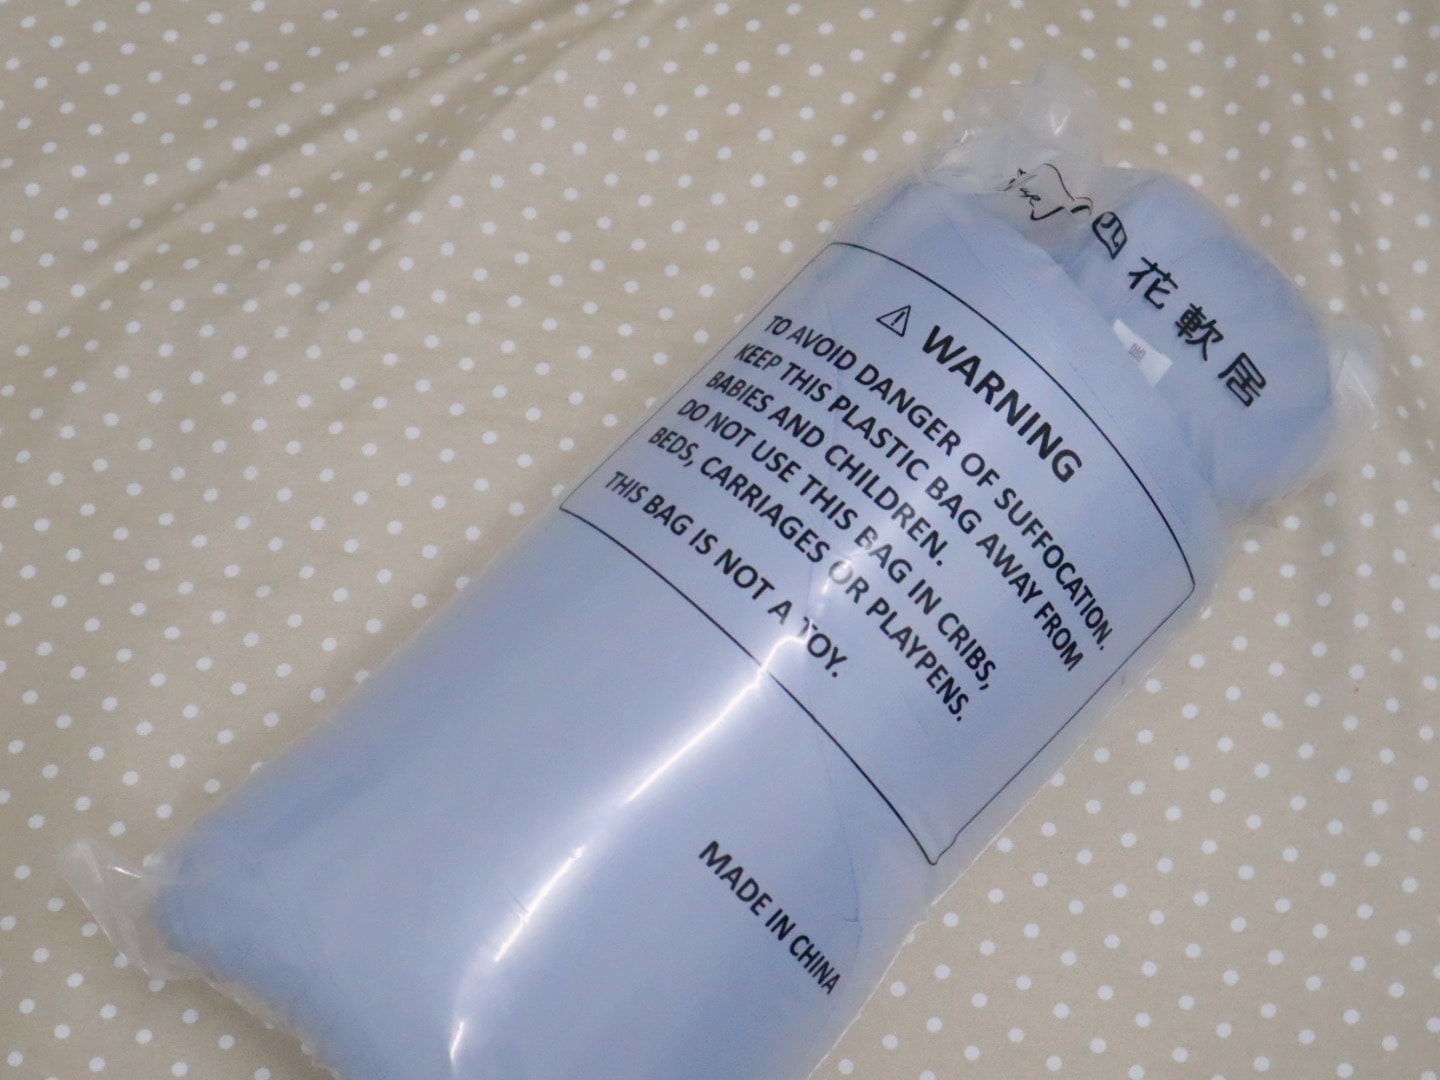 四花軟居
⚠ WARNING
TO AVOID DANGER OF SUFFOCATION.
KEEP THIS PLASTIC BAG AWAY FROM
BABIES AND CHILDREN.
DO NOT USE THIS BAG IN CRIBS,
BEDS, CARRIAGES OR PLAYPENS.
THIS BAG IS NOT A TOY.
MADE IN CHINA